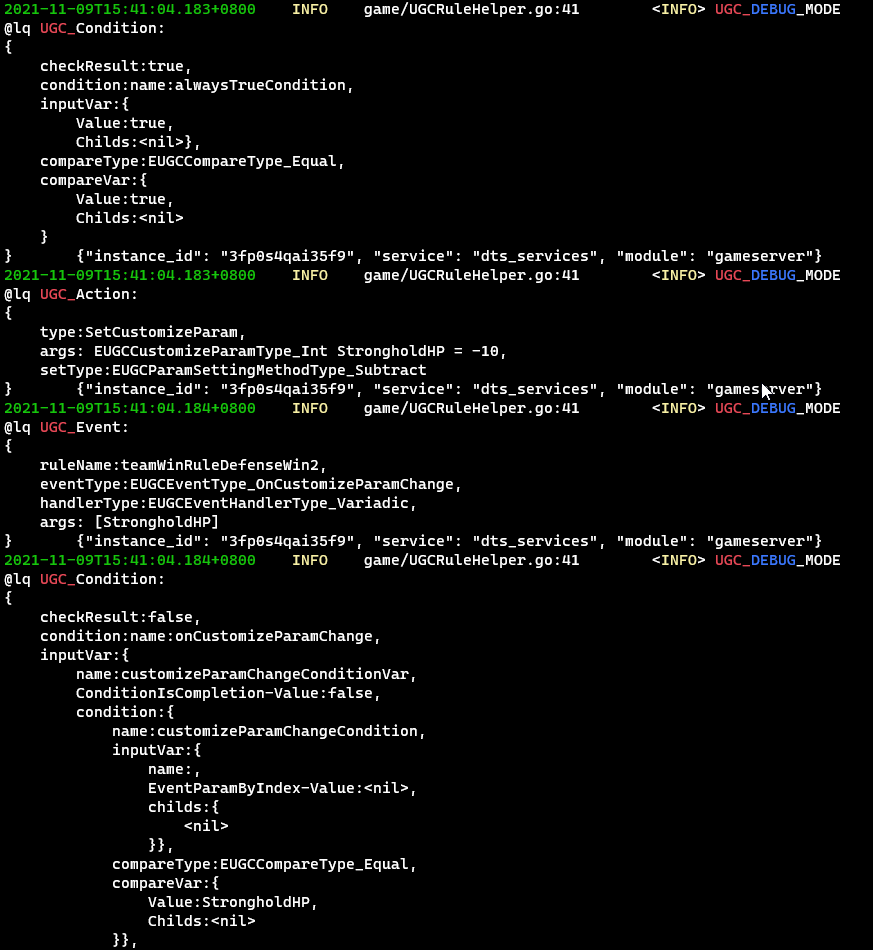 2021-11-09T15:41:04.183+0800    INFO    game/UGCRuleHelper.go:41        <INFO> UGC_DEBUG_MODE
@lq UGC_Condition:
{
    checkResult:true,
    condition:name:alwaysTrueCondition,
    inputVar:{
        Value:true,
        Childs:<nil>},
    compareType:EUGCCompareType_Equal,
    compareVar:{
        Value:true,
        Childs:<nil>
    }
}       {"instance_id": "3fp0s4qai35f9", "service": "dts_services", "module": "gameserver"}
2021-11-09T15:41:04.183+0800    INFO    game/UGCRuleHelper.go:41        <INFO> UGC_DEBUG_MODE
@lq UGC_Action:
{
    type:SetCustomizeParam,
    args: EUGCCustomizeParamType_Int StrongholdHP = -10,
    setType:EUGCParamSettingMethodType_Subtract
}       {"instance_id": "3fp0s4qai35f9", "service": "dts_services", "module": "gameserver"}
2021-11-09T15:41:04.184+0800    INFO    game/UGCRuleHelper.go:41        <INFO> UGC_DEBUG_MODE
@lq UGC_Event:
{
    ruleName:teamWinRuleDefenseWin2,
    eventType:EUGCEventType_OnCustomizeParamChange,
    handlerType:EUGCEventHandlerType_Variadic,
    args: [StrongholdHP]
}       {"instance_id": "3fp0s4qai35f9", "service": "dts_services", "module": "gameserver"}
2021-11-09T15:41:04.184+0800    INFO    game/UGCRuleHelper.go:41        <INFO> UGC_DEBUG_MODE
@lq UGC_Condition:
{
    checkResult:false,
    condition:name:onCustomizeParamChange,
    inputVar:{
        name:customizeParamChangeConditionVar,
        ConditionIsCompletion-Value:false,
        condition:{
            name:customizeParamChangeCondition,
            inputVar:{
                name:,
                EventParamByIndex-Value:<nil>,
                childs:{
                    <nil>
                }},
            compareType:EUGCCompareType_Equal,
            compareVar:{
                Value:StrongholdHP,
                Childs:<nil>
            }},